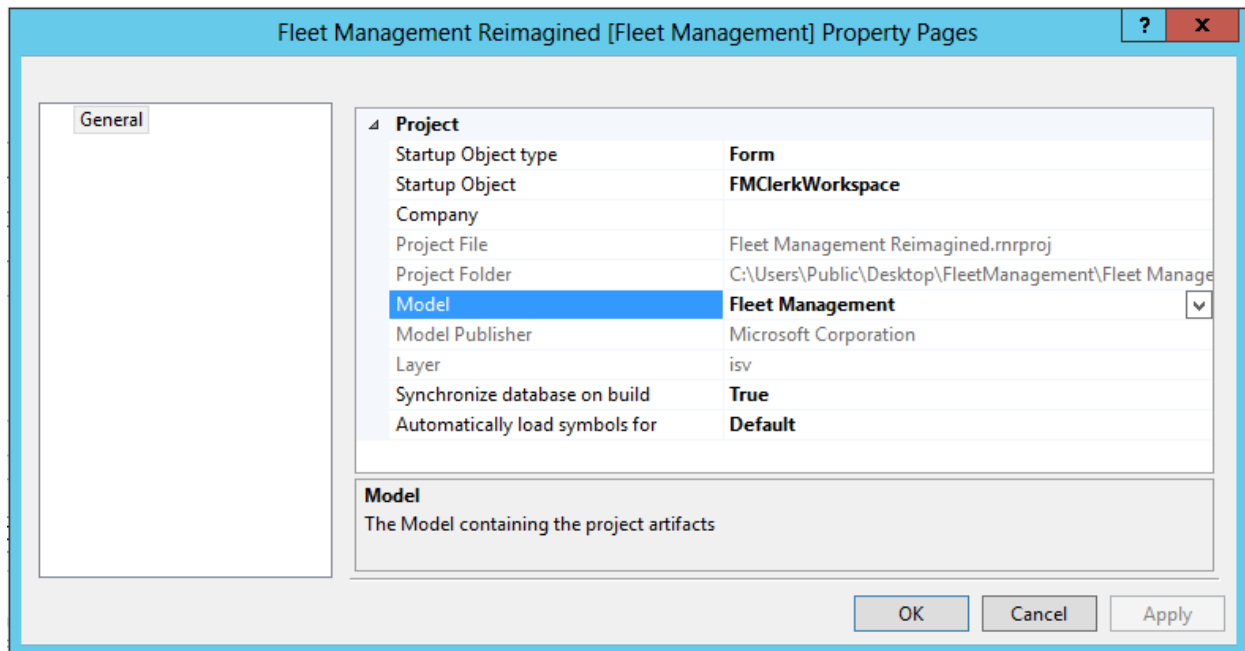 Fleet Management Reimagined [Fleet Management] Property Pages
? x
General
Project
Startup Object type Form
Startup Object FMClerkWorkspace
Company
Project File Fleet Management Reimagined.rnrproj
Project Folder C:\Users\Public\Desktop\FleetManagement\Fleet Manage
Model Fleet Management
Model Publisher Microsoft Corporation
Layer isv
Synchronize database on build True
Automatically load symbols for Default
Model
The Model containing the project artifacts
OK Cancel Apply